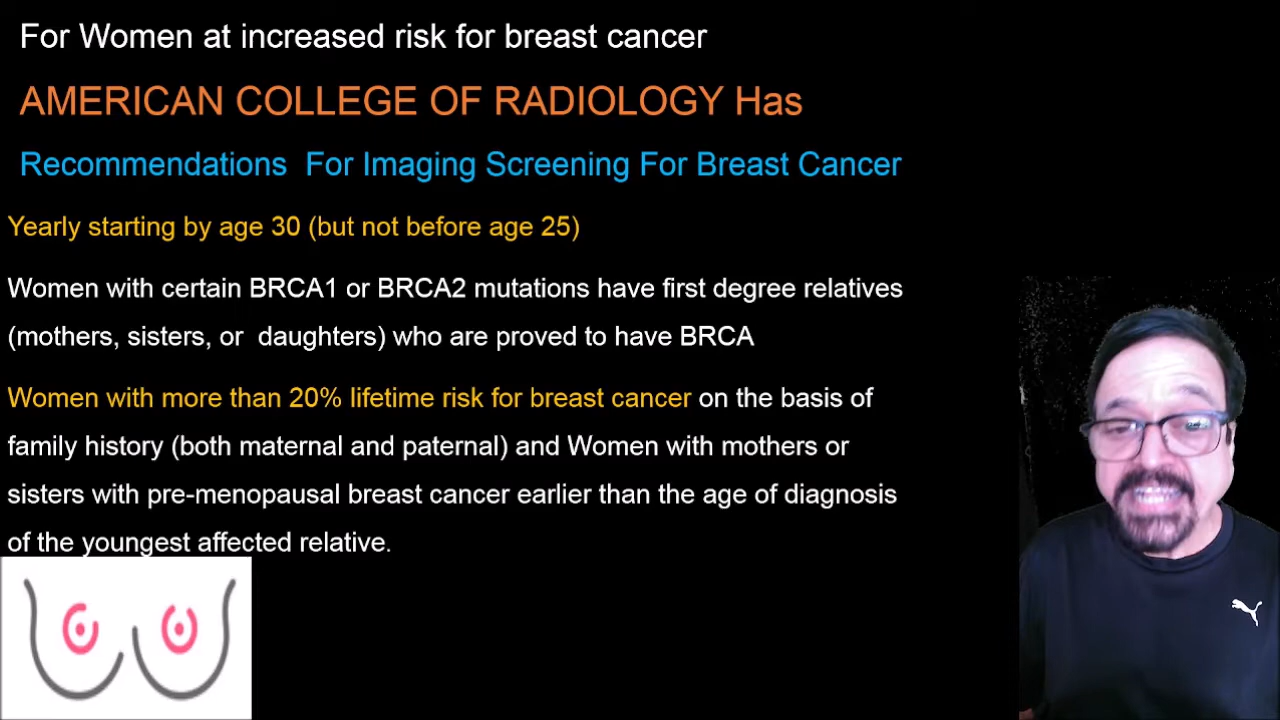 For Women at increased risk for breast cancer
AMERICAN COLLEGE OF RADIOLOGY Has
Recommendations  For Imaging Screening For Breast Cancer
Yearly starting by age 30 (but not before age 25)
Women with certain BRCA1 or BRCA2 mutations have first degree relatives
(mothers, sisters, or  daughters) who are proved to have BRCA
Women with more than 20% lifetime risk for breast cancer on the basis of
family history (both maternal and paternal) and Women with mothers or
sisters with pre-menopausal breast cancer earlier than the age of diagnosis
of the youngest affected relative.